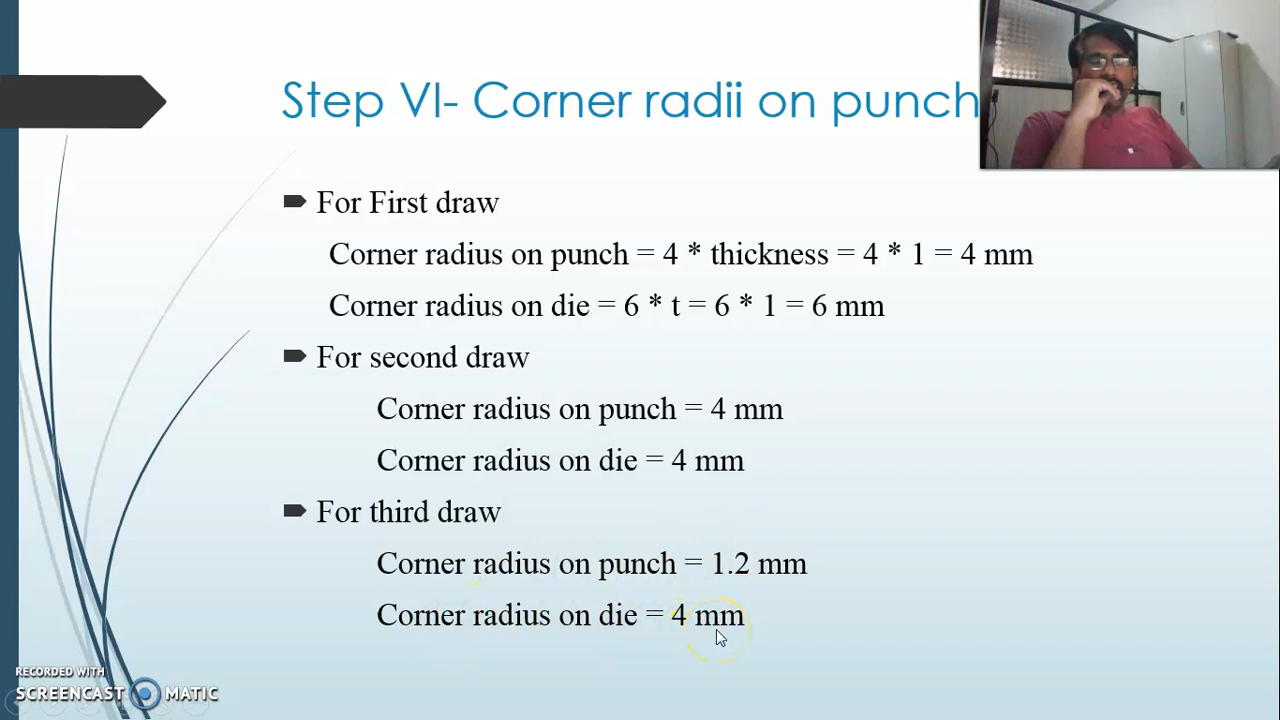 Step VI- Corner radii on punch
For First draw
Corner radius on punch = 4 * thickness = 4 * 1 = 4 mm
Corner radius on die = 6 * t = 6 * 1 = 6 mm
For second draw
Corner radius on punch = 4 mm
Corner radius on die = 4 mm
For third draw
Corner radius on punch = 1.2 mm
Corner radius on die = 4 mm
RECORDED WITH
SCREENCAST MATIC